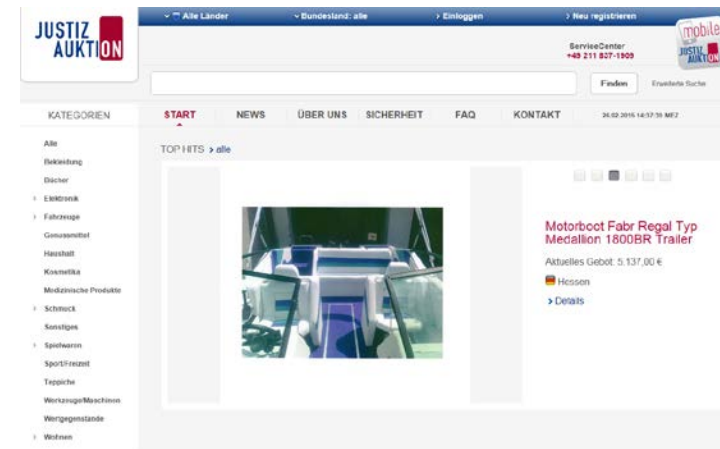 JUSTIZ
AUKTION
Alle Länder
Bundesland: alle
Einloggen
Neu registrieren
mobile
JUSTIZ
AUKTION
ServiceCenter
+49 211 837-1909
Finden
Erweiterte Suche
KATEGORIEN
START
NEWS
ÜBER UNS
SICHERHEIT
FAQ
KONTAKT
TOP HITS > alle
Alle
Bekleidung
Bücher
Elektronik
Fahrzeuge
Genussmittel
Haushalt
Kosmetika
Medizinische Produkte
Schmuck
Sonstiges
Spielwaren
Sport/Freizeit
Teppiche
Werkzeuge/Maschinen
Wertgegenstände
Wohnen
Motorboot Fabr Regal Typ
Medallion 1800BR Trailer
Aktuelles Gebot: 5.137,00 €
Hessen
> Details